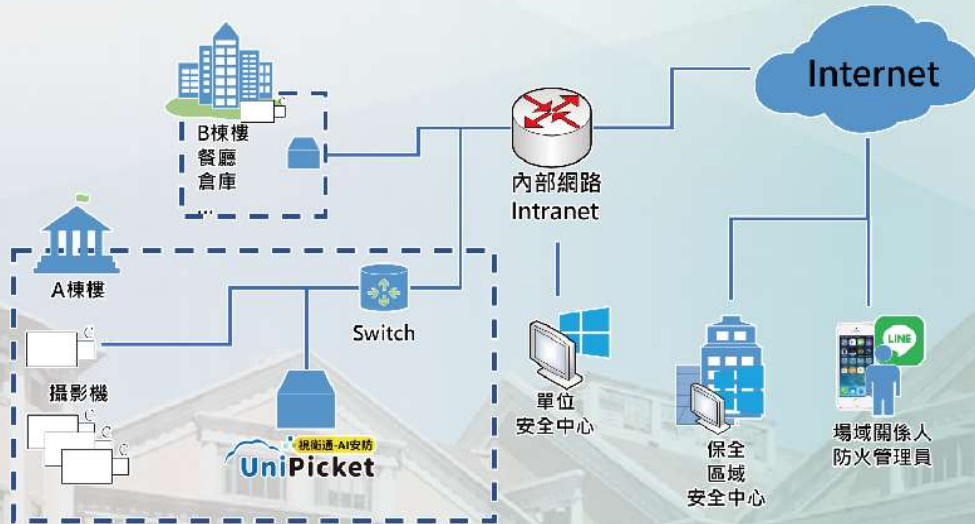 Internet
B棟樓
餐廳
倉庫
...
內部網路
Intranet
A棟樓
Switch
攝影機
視衛通-AI安防
UniPicket
單位
安全中心
保全
區域
安全中心
LINE
場域關係人
防火管理員